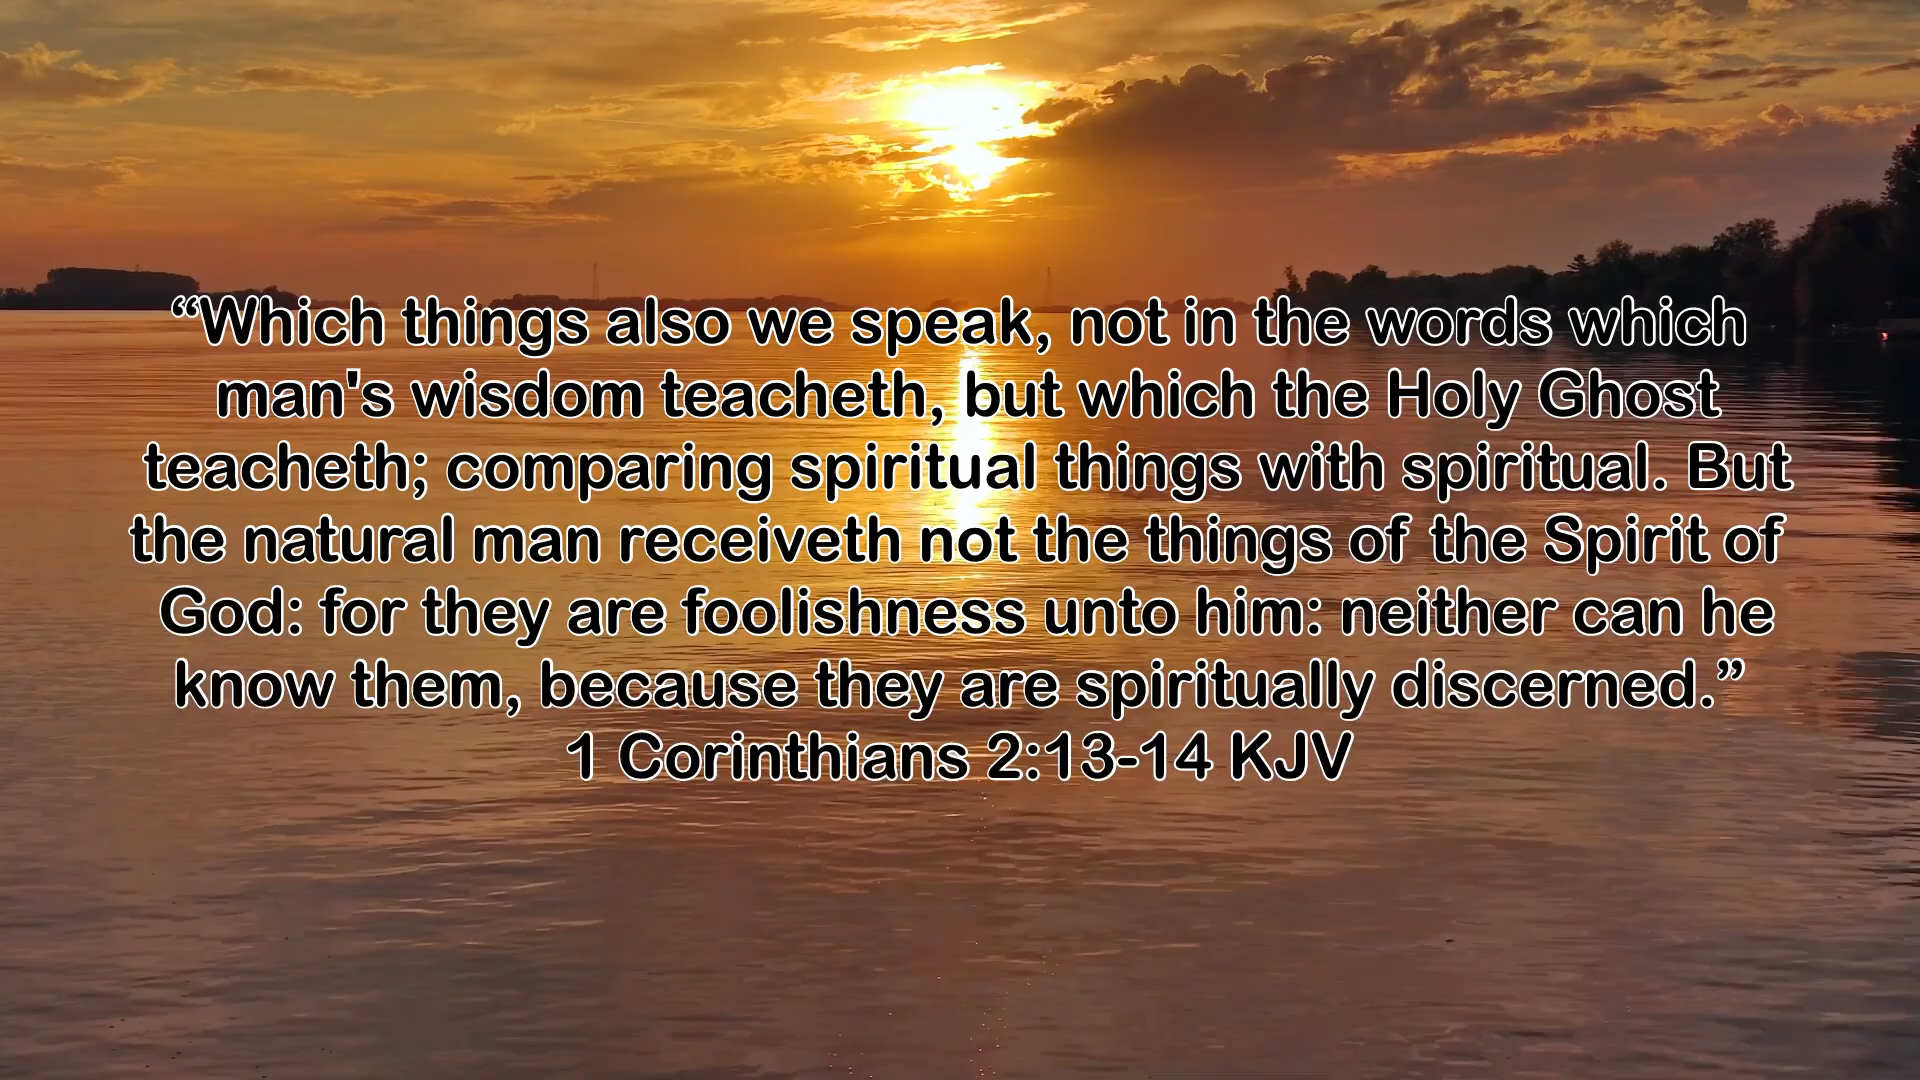 “Which things also we speak, not in the words which
man's wisdom teacheth, but which the Holy Ghost
teacheth; comparing spiritual things with spiritual. But
the natural man receiveth not the things of the Spirit of
God: for they are foolishness unto him: neither can he
know them, because they are spiritually discerned.”
1 Corinthians 2:13-14 KJV